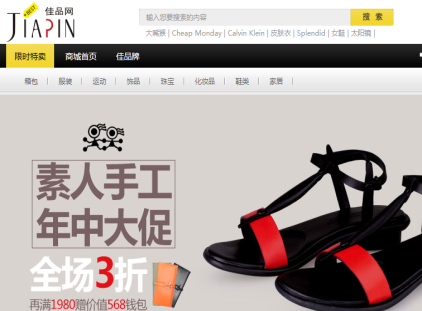 BEST
佳品网
JIAPIN
输入您要搜索的内容
搜 索
大嘴猴 | Cheap Monday | Calvin Klein | 皮肤衣 | Splendid | 女鞋 | 太阳镜 |
限时特卖 商城首页 佳品牌
箱包 | 服装 | 运动 | 饰品 | 珠宝 | 化妆品 | 鞋类 | 家居 |
素人手工
年中大促
全场3折
再满1980赠价值568钱包